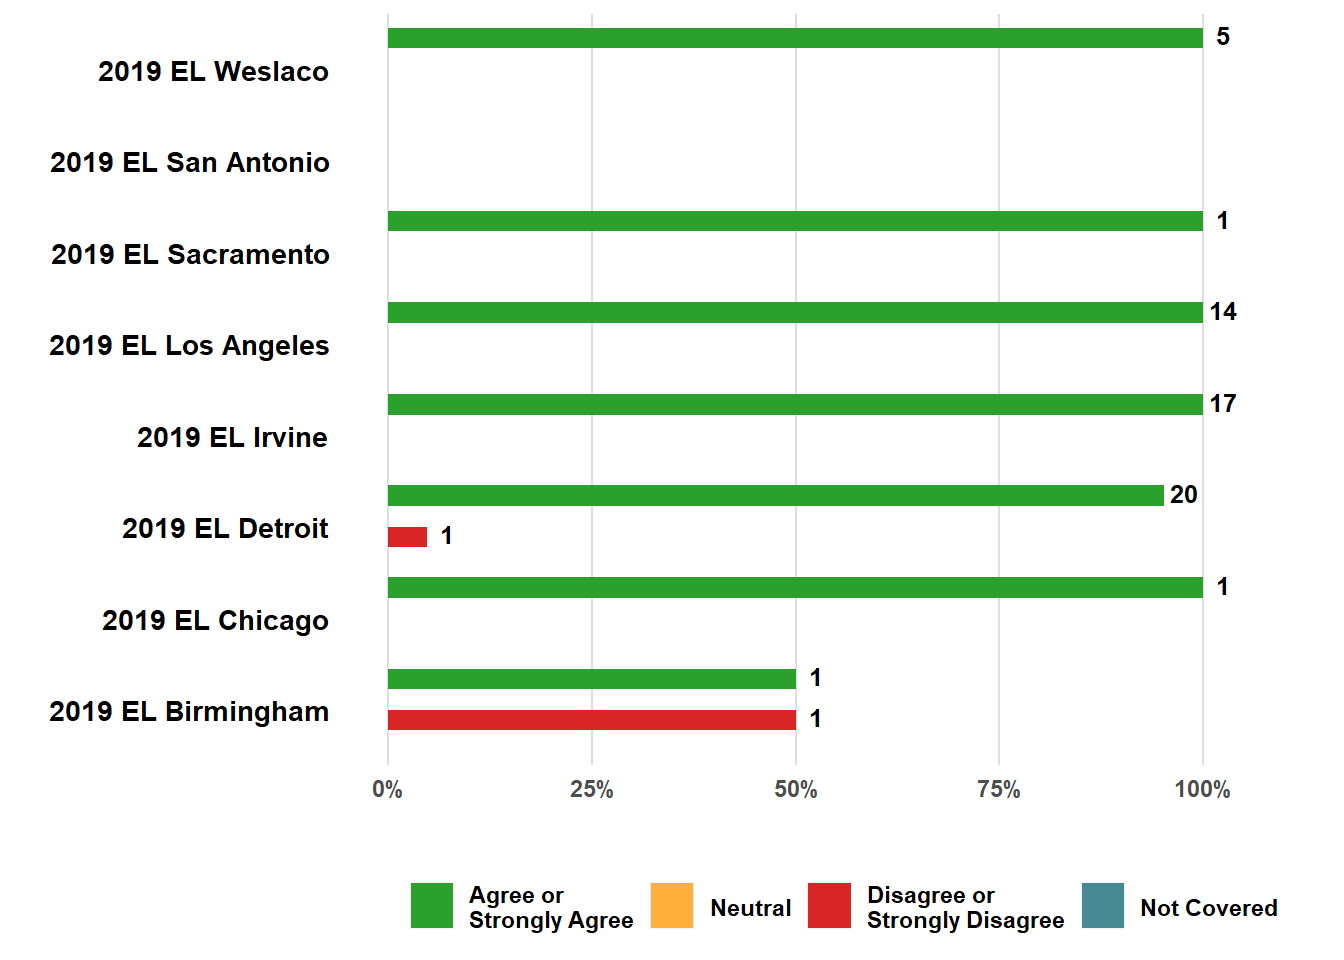 5
2019 EL Weslaco
2019 EL San Antonio
1
2019 EL Sacramento
14
2019 EL Los Angeles
17
2019 EL Irvine
20
2019 EL Detroit
1
1
2019 EL Chicago
1
2019 EL Birmingham
1
0% 25% 50% 75% 100%
Agree or
Strongly Agree
Neutral
Disagree or
Strongly Disagree
Not Covered